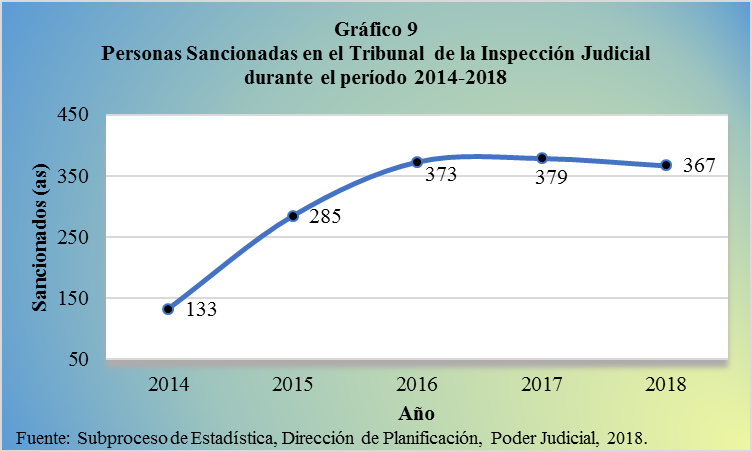 Gráfico 9
Personas Sancionadas en el Tribunal de la Inspección Judicial
durante el período 2014-2018
Sancionados (as)
450
350
250
150
50
133
285
373
379
367
2014 2015 2016 2017 2018
Año
Fuente: Subproceso de Estadística, Dirección de Planificación, Poder Judicial, 2018.